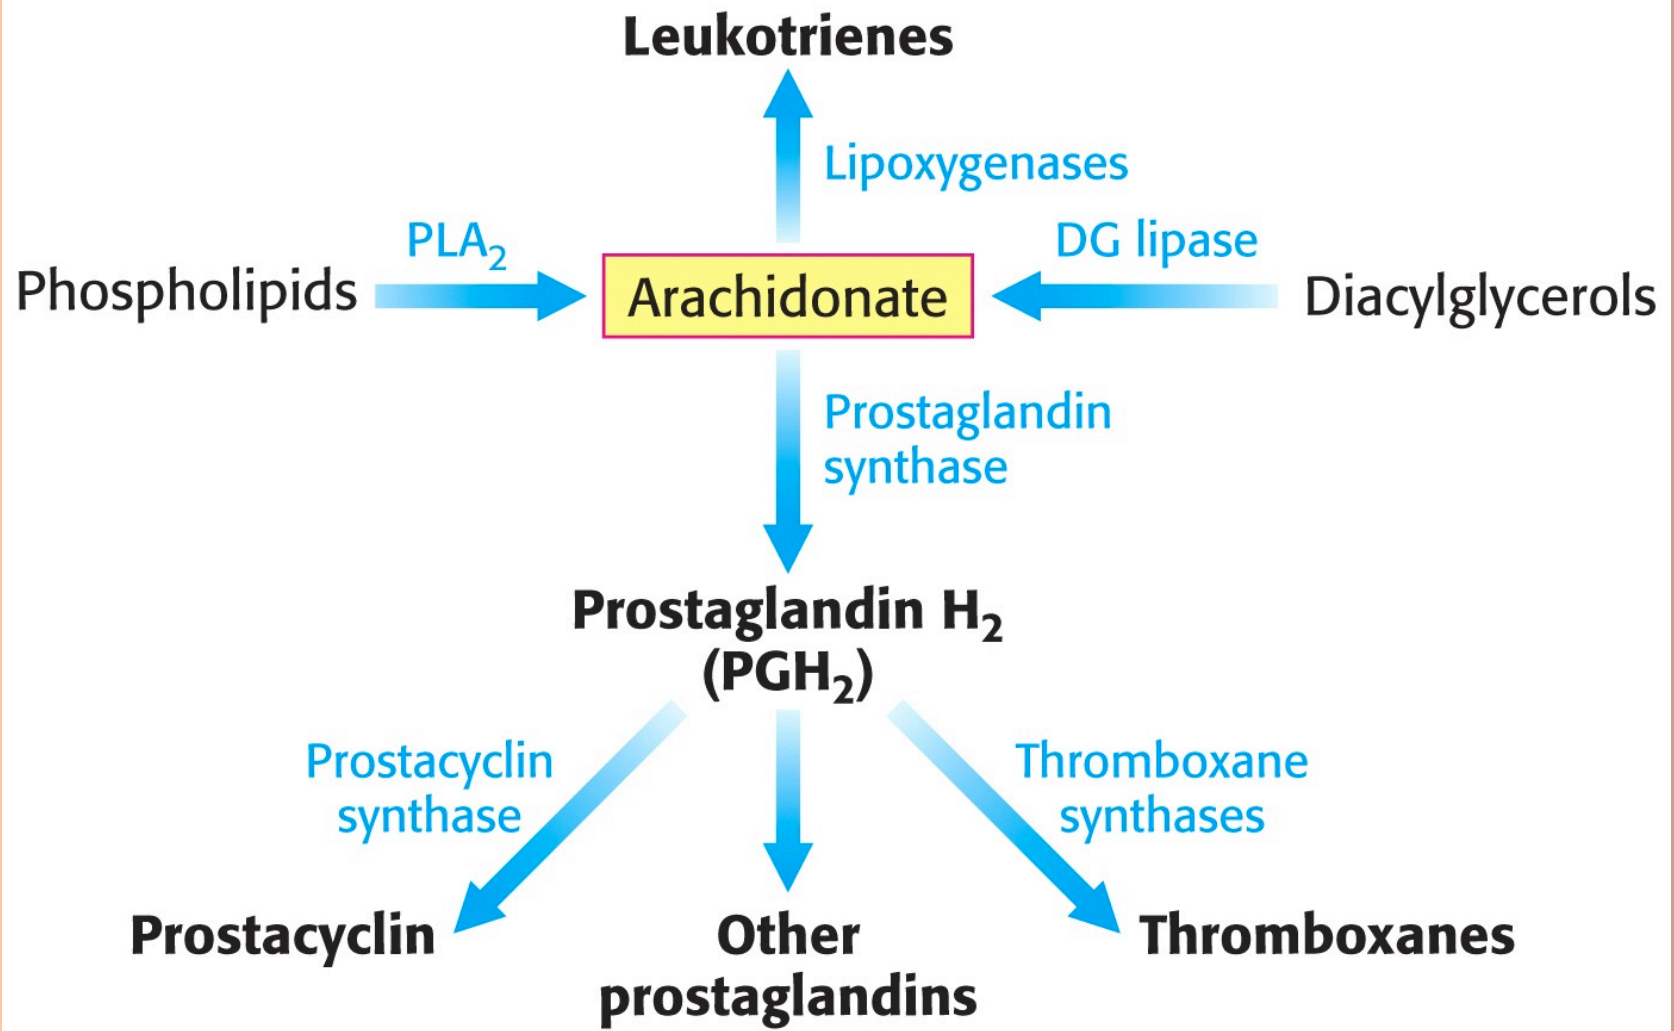 Leukotrienes
Lipoxygenases
PLA₂
DG lipase
Phospholipids
Arachidonate
Diacylglycerols
Prostaglandin
synthase
Prostaglandin H₂
(PGH₂)
Prostacyclin
synthase
Thromboxane
synthases
Prostacyclin
Other
prostaglandins
Thromboxanes